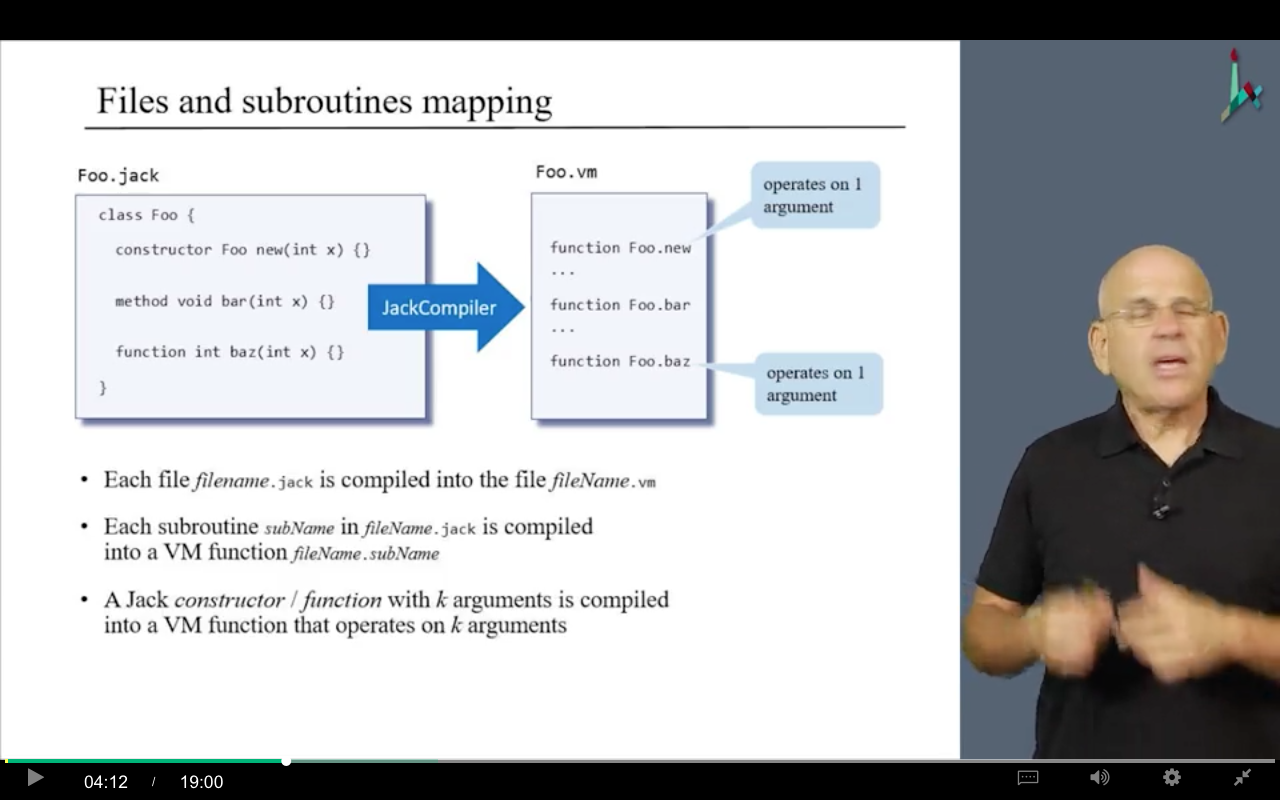 Files and subroutines mapping
Foo.jack
class Foo {
constructor Foo new(int x) {}
method void bar(int x) {}
function int baz(int x) {}
}
JackCompiler
Foo.vm
function Foo.new
...
function Foo.bar
...
function Foo.baz
operates on 1
argument
operates on 1
argument
• Each file filename.jack is compiled into the file fileName.vm
• Each subroutine subName in fileName.jack is compiled
into a VM function fileName.subName
• A Jack constructor / function with k arguments is compiled
into a VM function that operates on k arguments
04:12 / 19:00